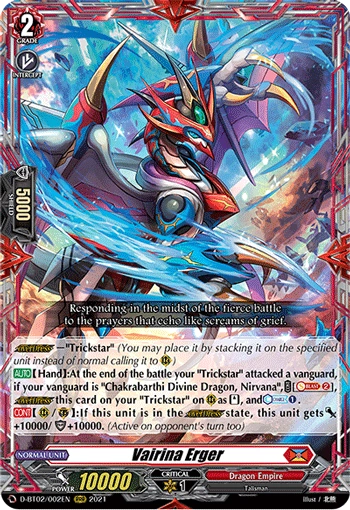 2
GRADE
INTERCEPT
5000
SHIELD
Responding in the midst of the fierce battle
to the prayers that echo like screams of grief.
—"Trickstar" (You may place it by stacking it on the specified
unit instead of normal calling it to )
AUTO [Hand]:At the end of the battle your "Trickstar" attacked a vanguard,
if your vanguard is "Chakrabarthi Divine Dragon, Nirvana",
this card on your "Trickstar" on as [ ], and
CONT :If this unit is in the state, this unit gets
+10000/ +10000. (Active on opponent's turn too)
NORMAL UNIT
Vairina Erger
D-BT02/002EN RRR 2021
POWER 10000
CRITICAL
1
Dragon Empire
Talisman
Illust / 北熊